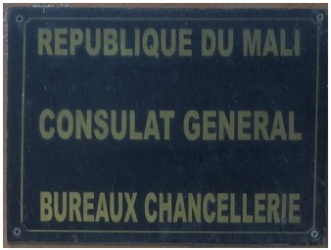 REPUBLIQUE DU MALI
CONSULAT GENERAL
BUREAUX CHANCELLERIE